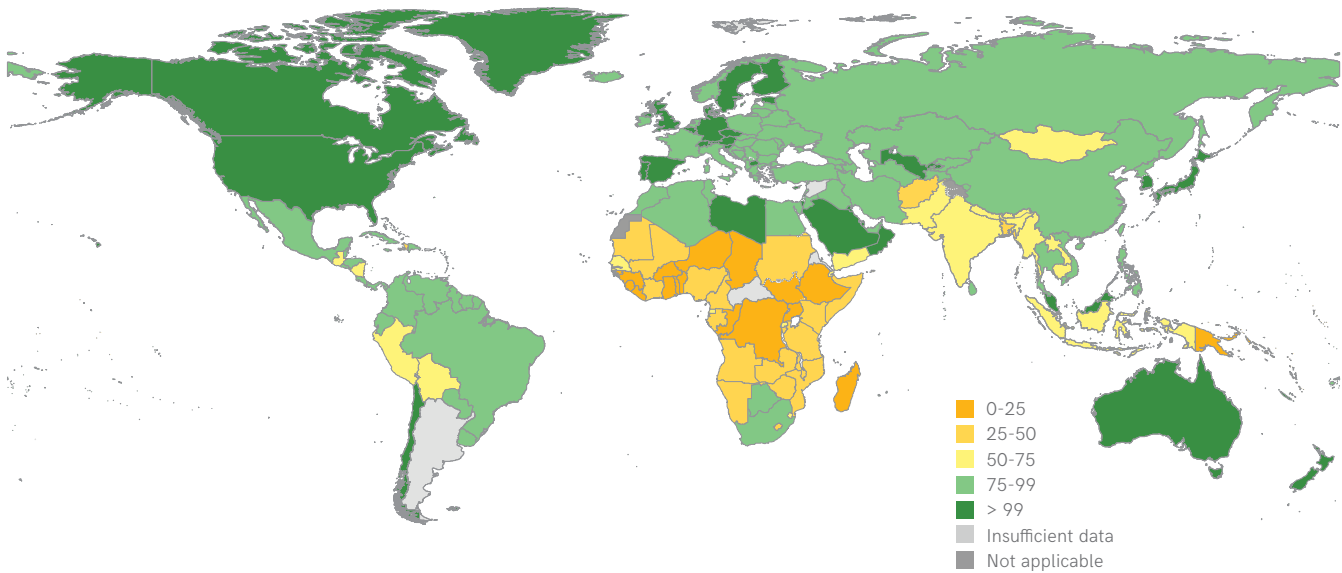 0-25
25-50
50-75
75-99
> 99
Insufficient data
Not applicable